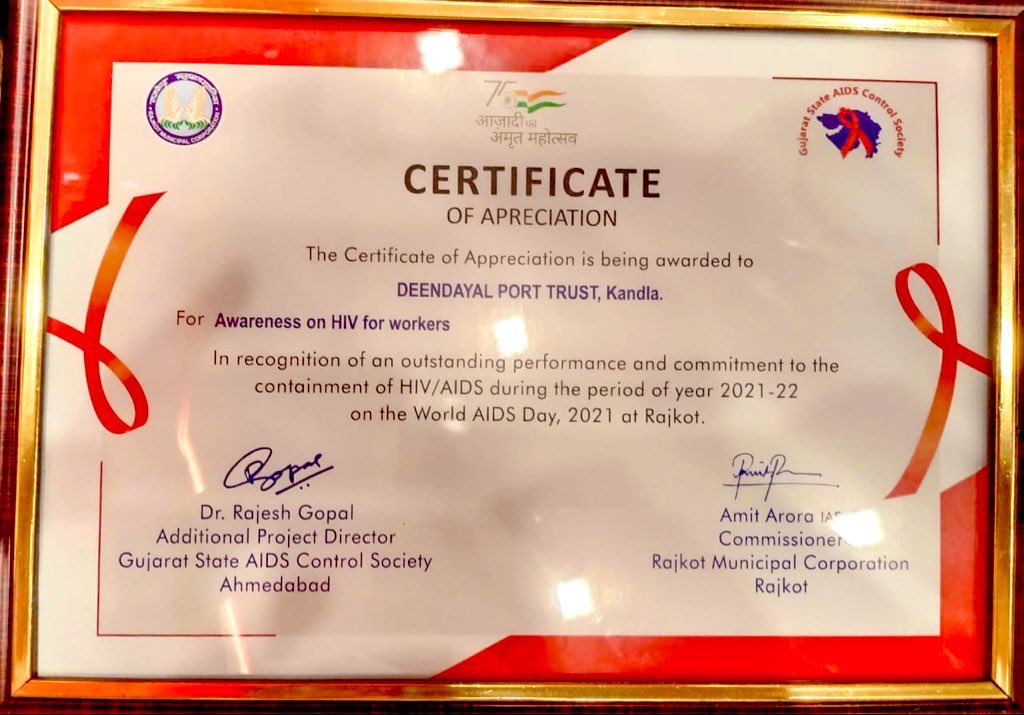 75
आज़ादी का
अमृत महोत्सव
Gujarat State AIDS Control Society
CERTIFICATE
OF APRECIATION
The Certificate of Appreciation is being awarded to
DEENDAYAL PORT TRUST, Kandla.
For Awareness on HIV for workers
In recognition of an outstanding performance and commitment to the
containment of HIV/AIDS during the period of year 2021-22
on the World AIDS Day, 2021 at Rajkot.
Dr. Rajesh Gopal
Additional Project Director
Gujarat State AIDS Control Society
Ahmedabad
Amit Arora IAS
Commissioner
Rajkot Municipal Corporation
Rajkot